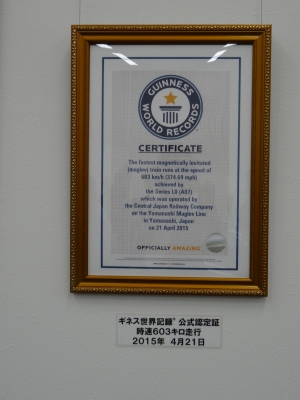 GUINNESS
WORLD RECORDS
CERTIFICATE
The fastest magnetically levitated
(maglev) train runs at the speed of
603 km/h (374.69 mph)
achieved by
the Series L0 (A07)
which was operated by
the Central Japan Railway Company
on the Yamanashi Maglev Line
in Yamanashi, Japan
on 21 April 2015
OFFICIALLY AMAZING
ギネス世界記録® 公式認定証
時速603キロ走行
2015年 4月21日